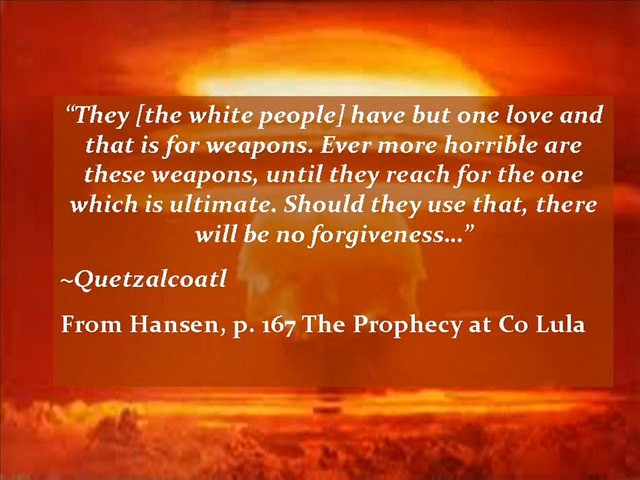 “They [the white people] have but one love and
that is for weapons. Ever more horrible are
these weapons, until they reach for the one
which is ultimate. Should they use that, there
will be no forgiveness…”
~Quetzalcoatl
From Hansen, p. 167 The Prophecy at Co Lula